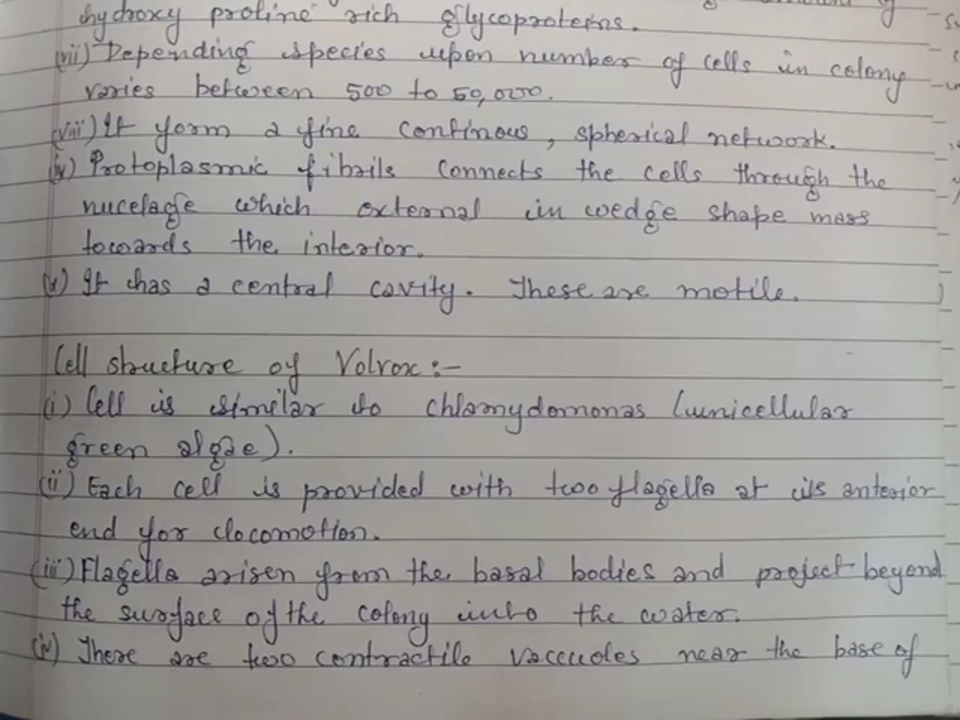 hydroxy proline rich glycoproteins.
(vii) Depending species upon number of cells in colony
varies between 500 to 50,000.
(viii) It form a fine continous, spherical network.
(iv) Protoplasmic fibrils connects the cells through the
nucelage which external in wedge shape mass
towards the interior.
(v) It has a central cavity. These are motile.
Cell structure of Volvox :-
(i) Cell is similar to chlamydomonas (unicellular
green algae).
(ii) Each cell is provided with two flagella at its anterior
end for locomotion.
(iii) Flagella arisen from the basal bodies and project beyond
the surface of the colony into the water.
(iv) There are two contractile vaccuoles near the base of